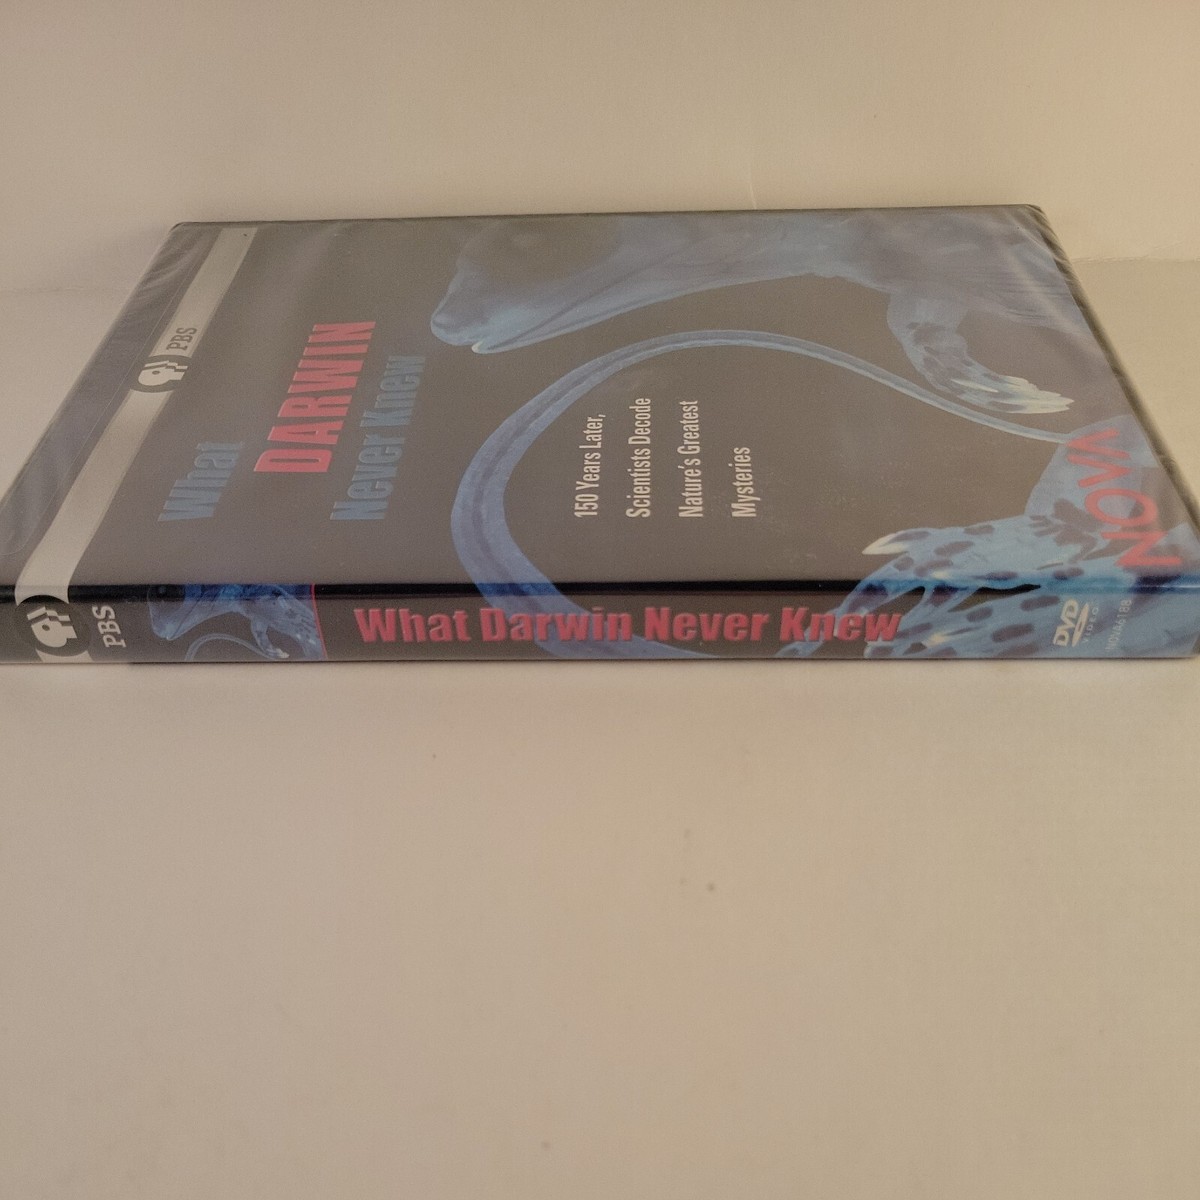 PBS
What
DARWIN
Never Knew
150 Years Later,
Scientists Decode
Nature's Greatest
Mysteries
NOVA
PBS
What Darwin Never Knew
DVD
VIDEO